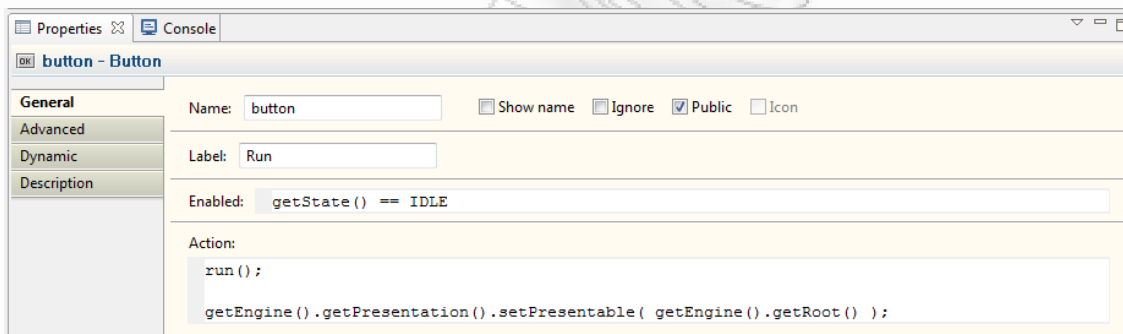 Properties Console
OK button - Button
General
Advanced
Dynamic
Description
Name: button Show name Ignore Public Icon
Label: Run
Enabled: getState() == IDLE
Action:
run();
getEngine().getPresentation().setPresentable( getEngine().getRoot() );